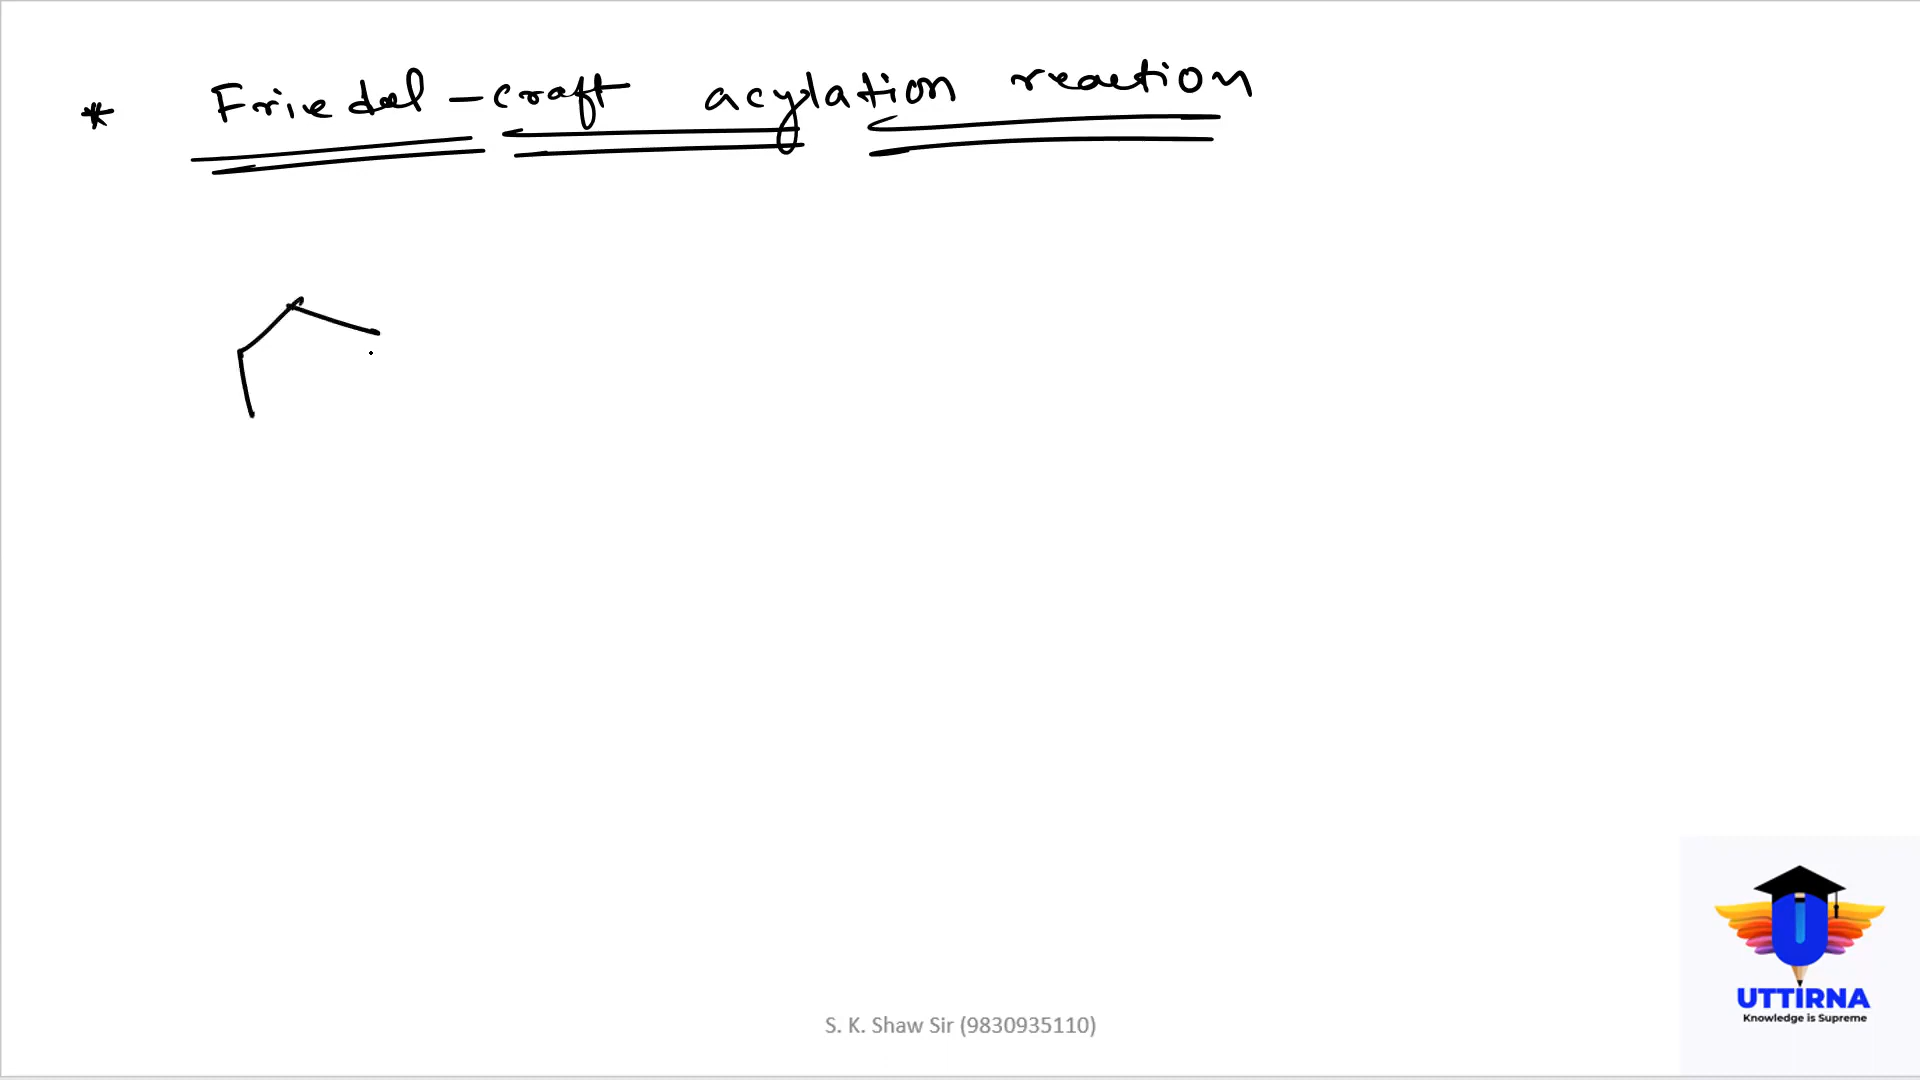 * Friedel-craft acylation reaction
UTTIRNA
Knowledge is Supreme
S. K. Shaw Sir (9830935110)